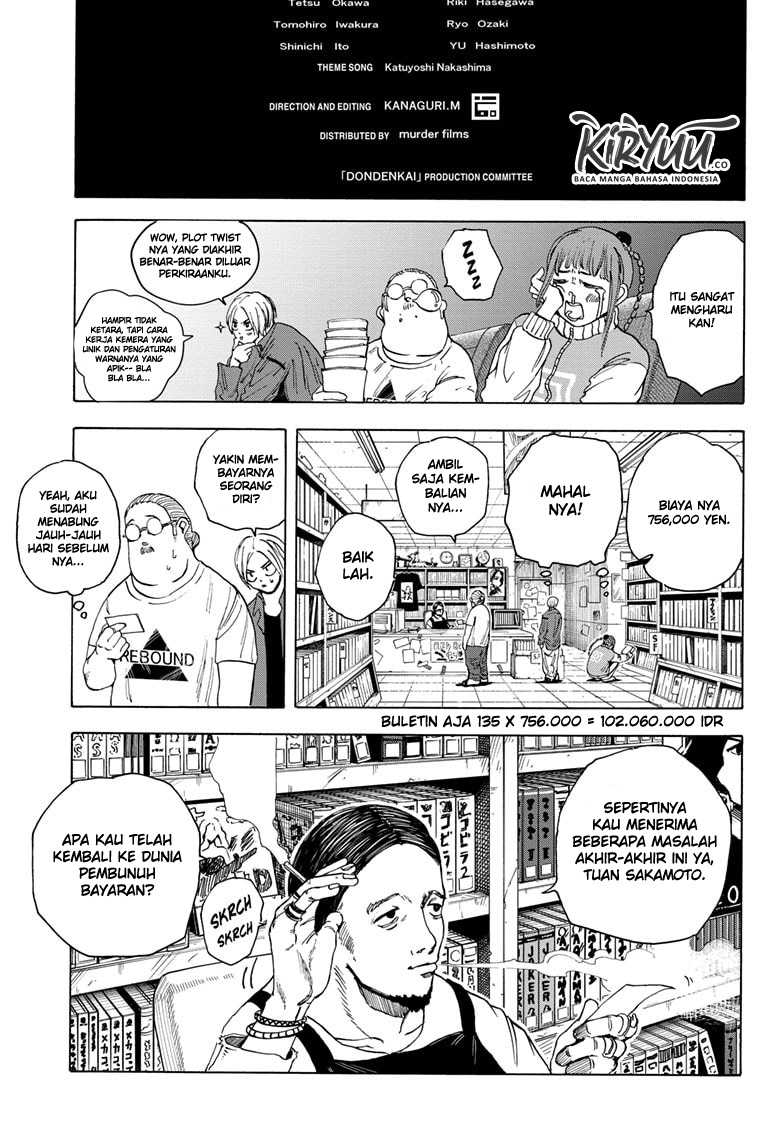 Tetsu Okawa
Riki Hasegawa
Tomohiro Iwakura
Ryo Ozaki
Shinichi Ito
YU Hashimoto
THEME SONG Katuyoshi Nakashima
DIRECTION AND EDITING KANAGURI.M
DISTRIBUTED BY murder films
「DONDENKAI」PRODUCTION COMMITTEE
KIRYUU.CO
BACA MANGA BAHASA INDONESIA
ITU SANGAT
MENGHARU
KAN!
ZZZ
WOW, PLOT TWIST
NYA YANG DIAKHIR
BENAR-BENAR DILUAR
PERKIRAANKU.
HAMPIR TIDAK
KETARA, TAPI CARA
KERJA KEMERA YANG
UNIK DAN PENGATURAN
WARNANYA YANG
APIK-- BLA
BLA BLA...
BIAYA NYA
756,000 YEN.
MAHAL
NYA!
AMBIL
SAJA KEM-
BALIAN
NYA...
BAIK
LAH.
SF
YAKIN MEM-
BAYARNYA
SEORANG
DIRI?
YEAH, AKU
SUDAH
MENABUNG
JAUH-JAUH
HARI SEBELUM
NYA...
REBOUND
BULETIN AJA 135 X 756.000 = 102.060.000 IDR
SEPERTINYA
KAU MENERIMA
BEBERAPA MASALAH
AKHIR-AKHIR INI YA,
TUAN SAKAMOTO.
APA KAU TELAH
KEMBALI KE DUNIA
PEMBUNUH
BAYARAN?
SKRCH
SKRCH
コブラ2
JOKER